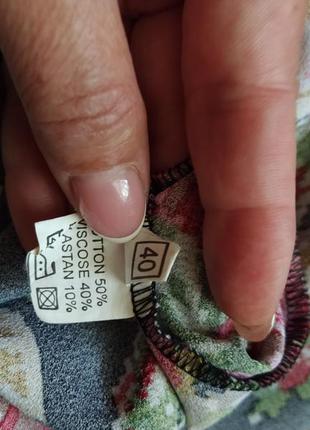 COTTON 50%
VISCOSE 40%
ASTAN 10%
40